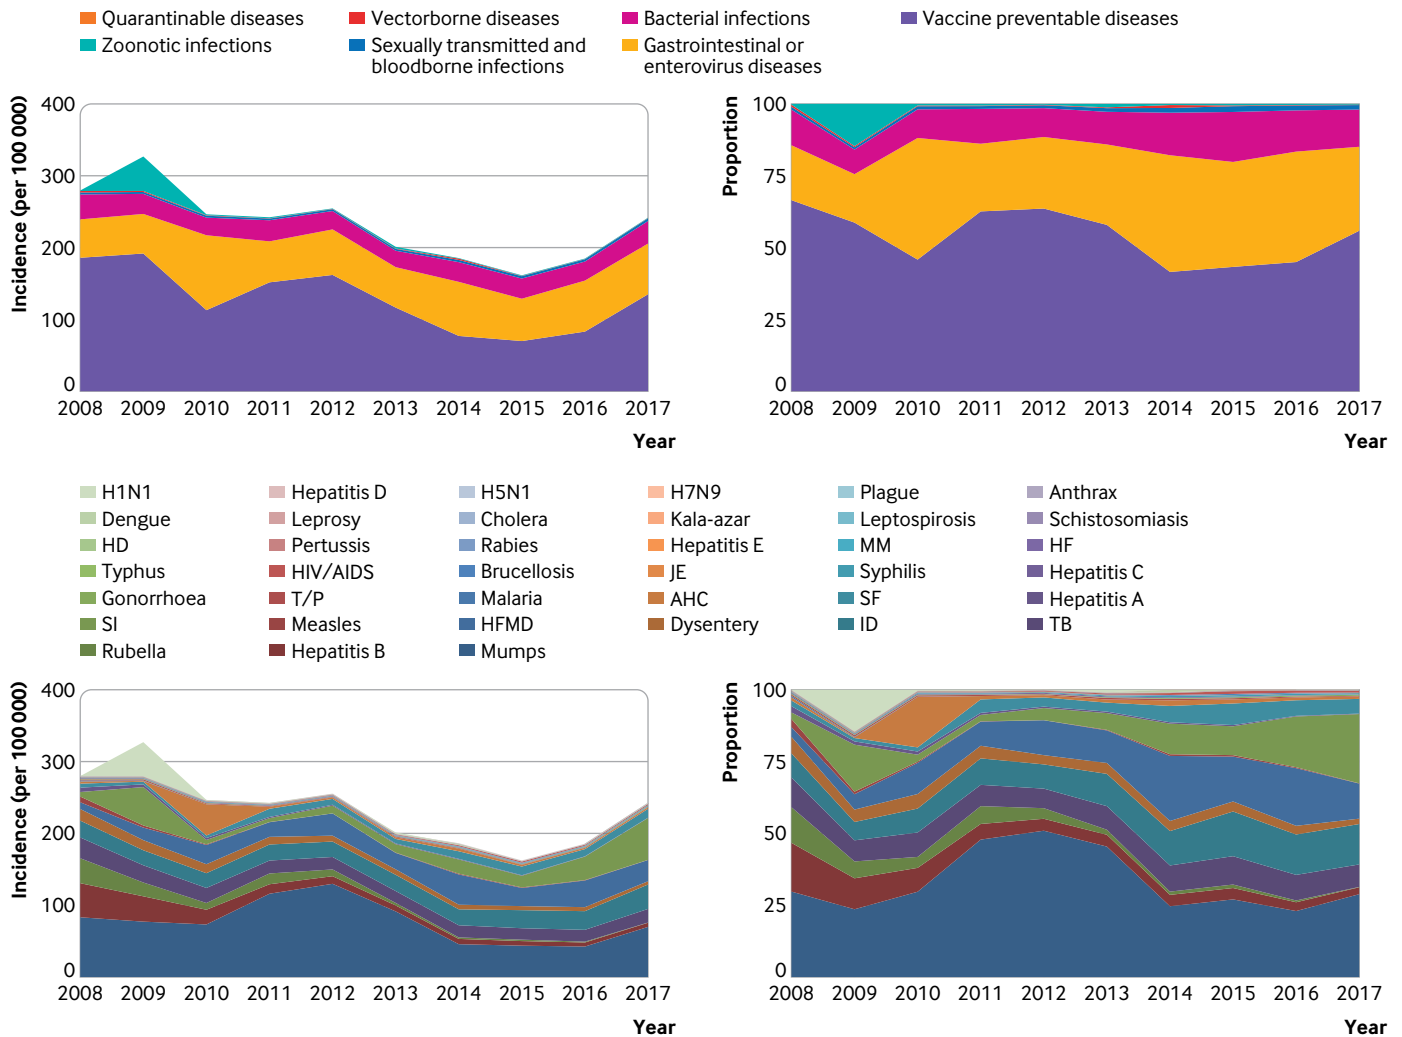 Quarantinable diseases
Vectorborne diseases
Bacterial infections
Vaccine preventable diseases
Zoonotic infections
Sexually transmitted and
bloodborne infections
Gastrointestinal or
enterovirus diseases
Incidence (per 100 000)
400
300
200
100
0
2008 2009 2010 2011 2012 2013 2014 2015 2016 2017
Year
Proportion
100
75
50
25
0
2008 2009 2010 2011 2012 2013 2014 2015 2016 2017
Year
H1N1
Hepatitis D
H5N1
H7N9
Plague
Anthrax
Dengue
Leprosy
Cholera
Kala-azar
Leptospirosis
Schistosomiasis
HD
Pertussis
Rabies
Hepatitis E
MM
HF
Typhus
HIV/AIDS
Brucellosis
JE
Syphilis
Hepatitis C
Gonorrhoea
T/P
Malaria
AHC
SF
Hepatitis A
SI
Measles
HFMD
Dysentery
ID
TB
Rubella
Hepatitis B
Mumps
Incidence (per 100 000)
400
300
200
100
0
2008 2009 2010 2011 2012 2013 2014 2015 2016 2017
Year
Proportion
100
75
50
25
0
2008 2009 2010 2011 2012 2013 2014 2015 2016 2017
Year